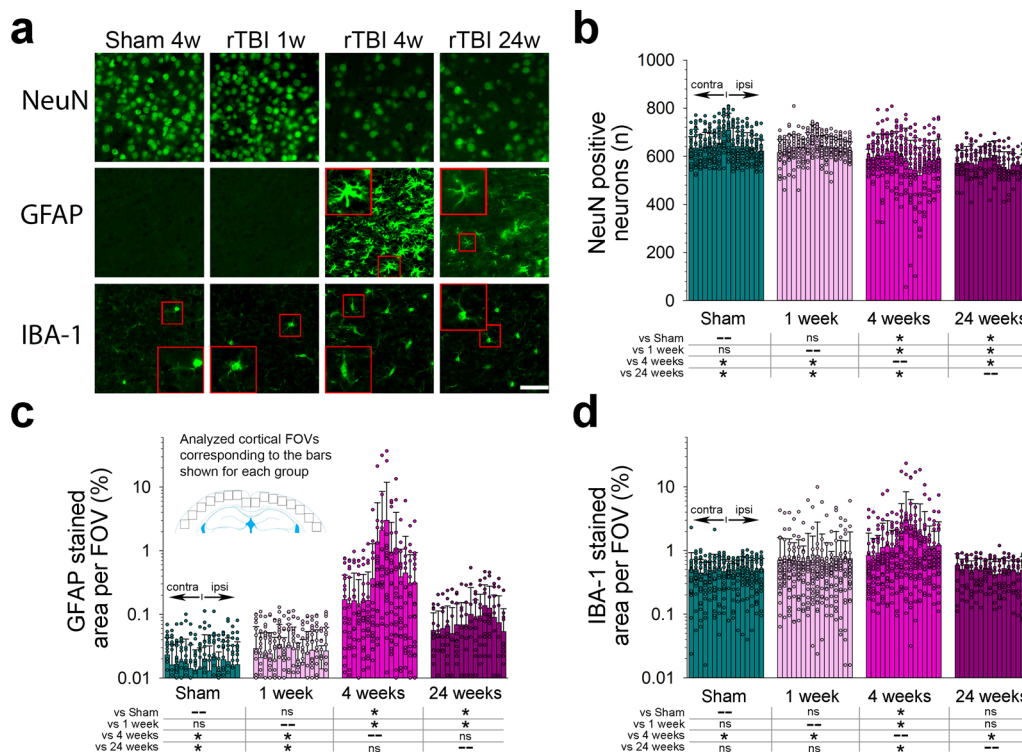 a
Sham 4w rTBI 1w rTBI 4w rTBI 24w
NeuN
GFAP
IBA-1
b
NeuN positive
neurons (n)
1000
800
600
400
200
0
contra ipsi
Sham 1 week 4 weeks 24 weeks
vs Sham -- ns * *
vs 1 week ns -- * *
vs 4 weeks * * -- *
vs 24 weeks * * * --
c
GFAP stained
area per FOV (%)
Analyzed cortical FOVs
corresponding to the bars
shown for each group
10
1
0.1
0.01
contra ipsi
Sham 1 week 4 weeks 24 weeks
vs Sham -- ns * *
vs 1 week ns -- * *
vs 4 weeks * * -- ns
vs 24 weeks * * ns --
d
IBA-1 stained
area per FOV (%)
10
1
0.1
0.01
contra ipsi
Sham 1 week 4 weeks 24 weeks
vs Sham -- ns * ns
vs 1 week ns -- * ns
vs 4 weeks * * -- *
vs 24 weeks ns ns * --